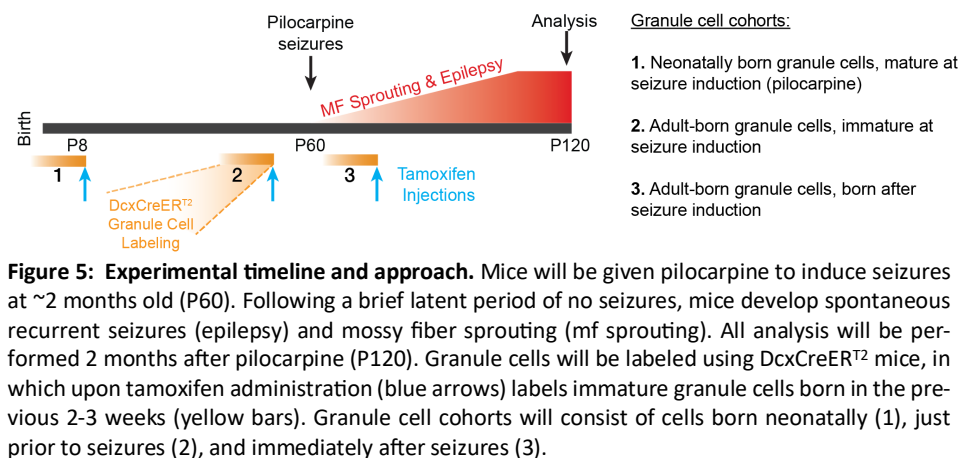 Pilocarpine
seizures
Analysis
MF Sprouting & Epilepsy
Birth
P8
P60
P120
1
2
3
DcxCreERT2
Granule Cell
Labeling
Tamoxifen
Injections
Granule cell cohorts:
1. Neonatally born granule cells, mature at
seizure induction (pilocarpine)
2. Adult-born granule cells, immature at
seizure induction
3. Adult-born granule cells, born after
seizure induction
Figure 5: Experimental timeline and approach. Mice will be given pilocarpine to induce seizures
at ~2 months old (P60). Following a brief latent period of no seizures, mice develop spontaneous
recurrent seizures (epilepsy) and mossy fiber sprouting (mf sprouting). All analysis will be per-
formed 2 months after pilocarpine (P120). Granule cells will be labeled using DcxCreERT2 mice, in
which upon tamoxifen administration (blue arrows) labels immature granule cells born in the pre-
vious 2-3 weeks (yellow bars). Granule cell cohorts will consist of cells born neonatally (1), just
prior to seizures (2), and immediately after seizures (3).